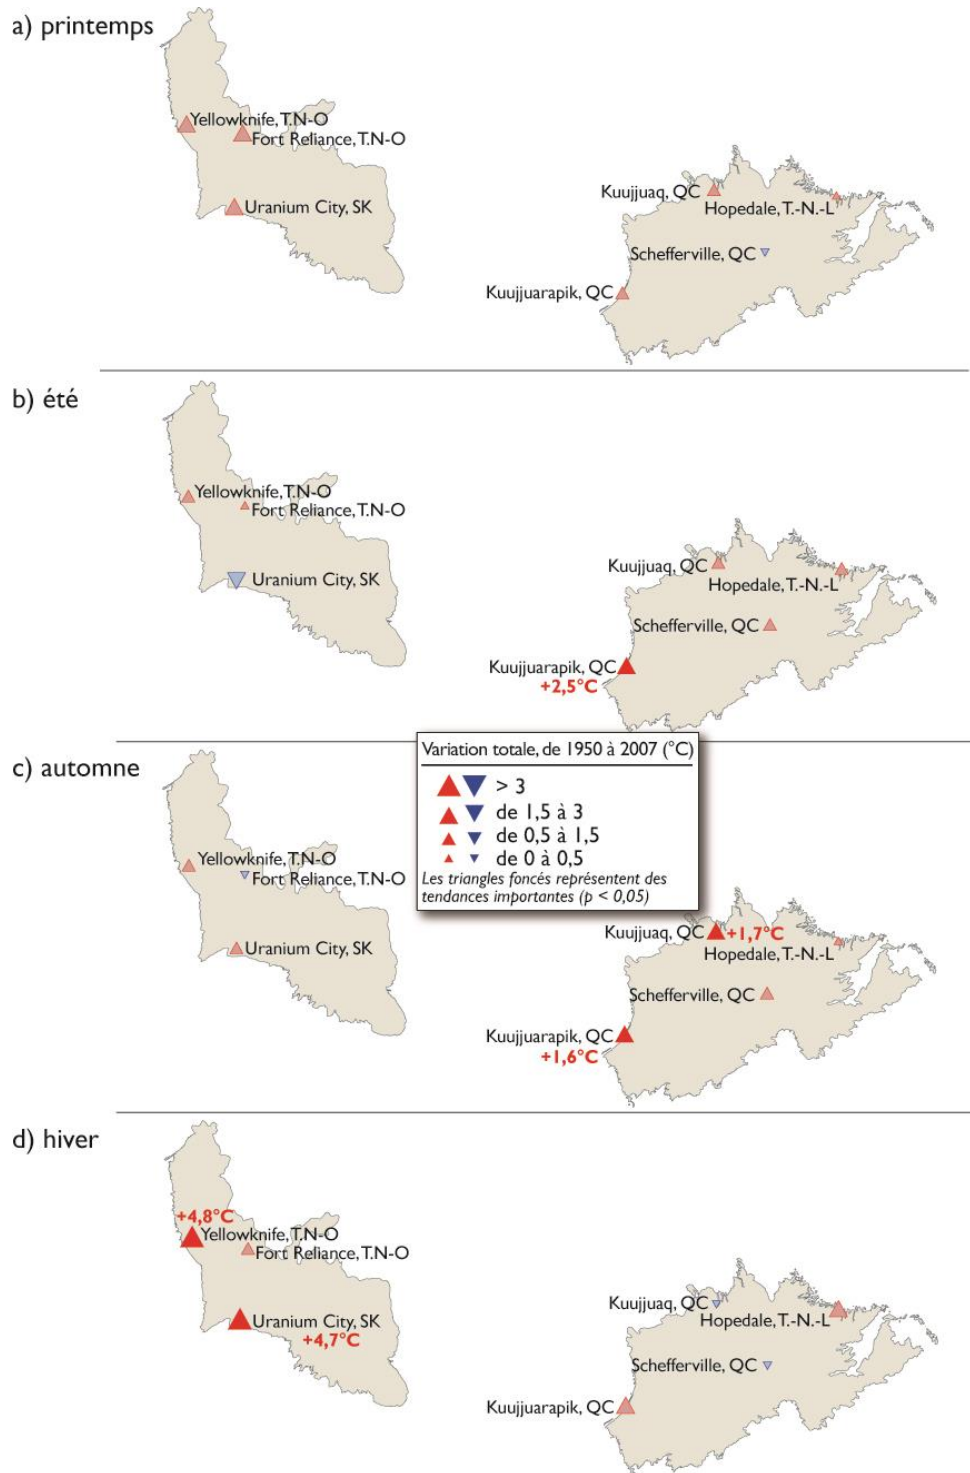 a) printemps
Yellowknife, T.N-O
Fort Reliance, T.N-O
Uranium City, SK
Kuujjuaq, QC
Hopedale, T.-N.-L
Schefferville, QC
Kuujjuarapik, QC
b) été
Yellowknife, T.N-O
Fort Reliance, T.N-O
Uranium City, SK
Kuujjuaq, QC
Hopedale, T.-N.-L
Schefferville, QC
Kuujjuarapik, QC
+2,5°C
Variation totale, de 1950 à 2007 (°C)
> 3
de 1,5 à 3
de 0,5 à 1,5
de 0 à 0,5
Les triangles foncés représentent des
tendances importantes (p < 0,05)
c) automne
Yellowknife, T.N-O
Fort Reliance, T.N-O
Uranium City, SK
Kuujjuaq, QC +1,7°C
Hopedale, T.-N.-L
Schefferville, QC
Kuujjuarapik, QC
+1,6°C
d) hiver
+4,8°C
Yellowknife, T.N-O
Fort Reliance, T.N-O
Uranium City, SK
+4,7°C
Kuujjuaq, QC
Hopedale, T.-N.-L
Schefferville, QC
Kuujjuarapik, QC